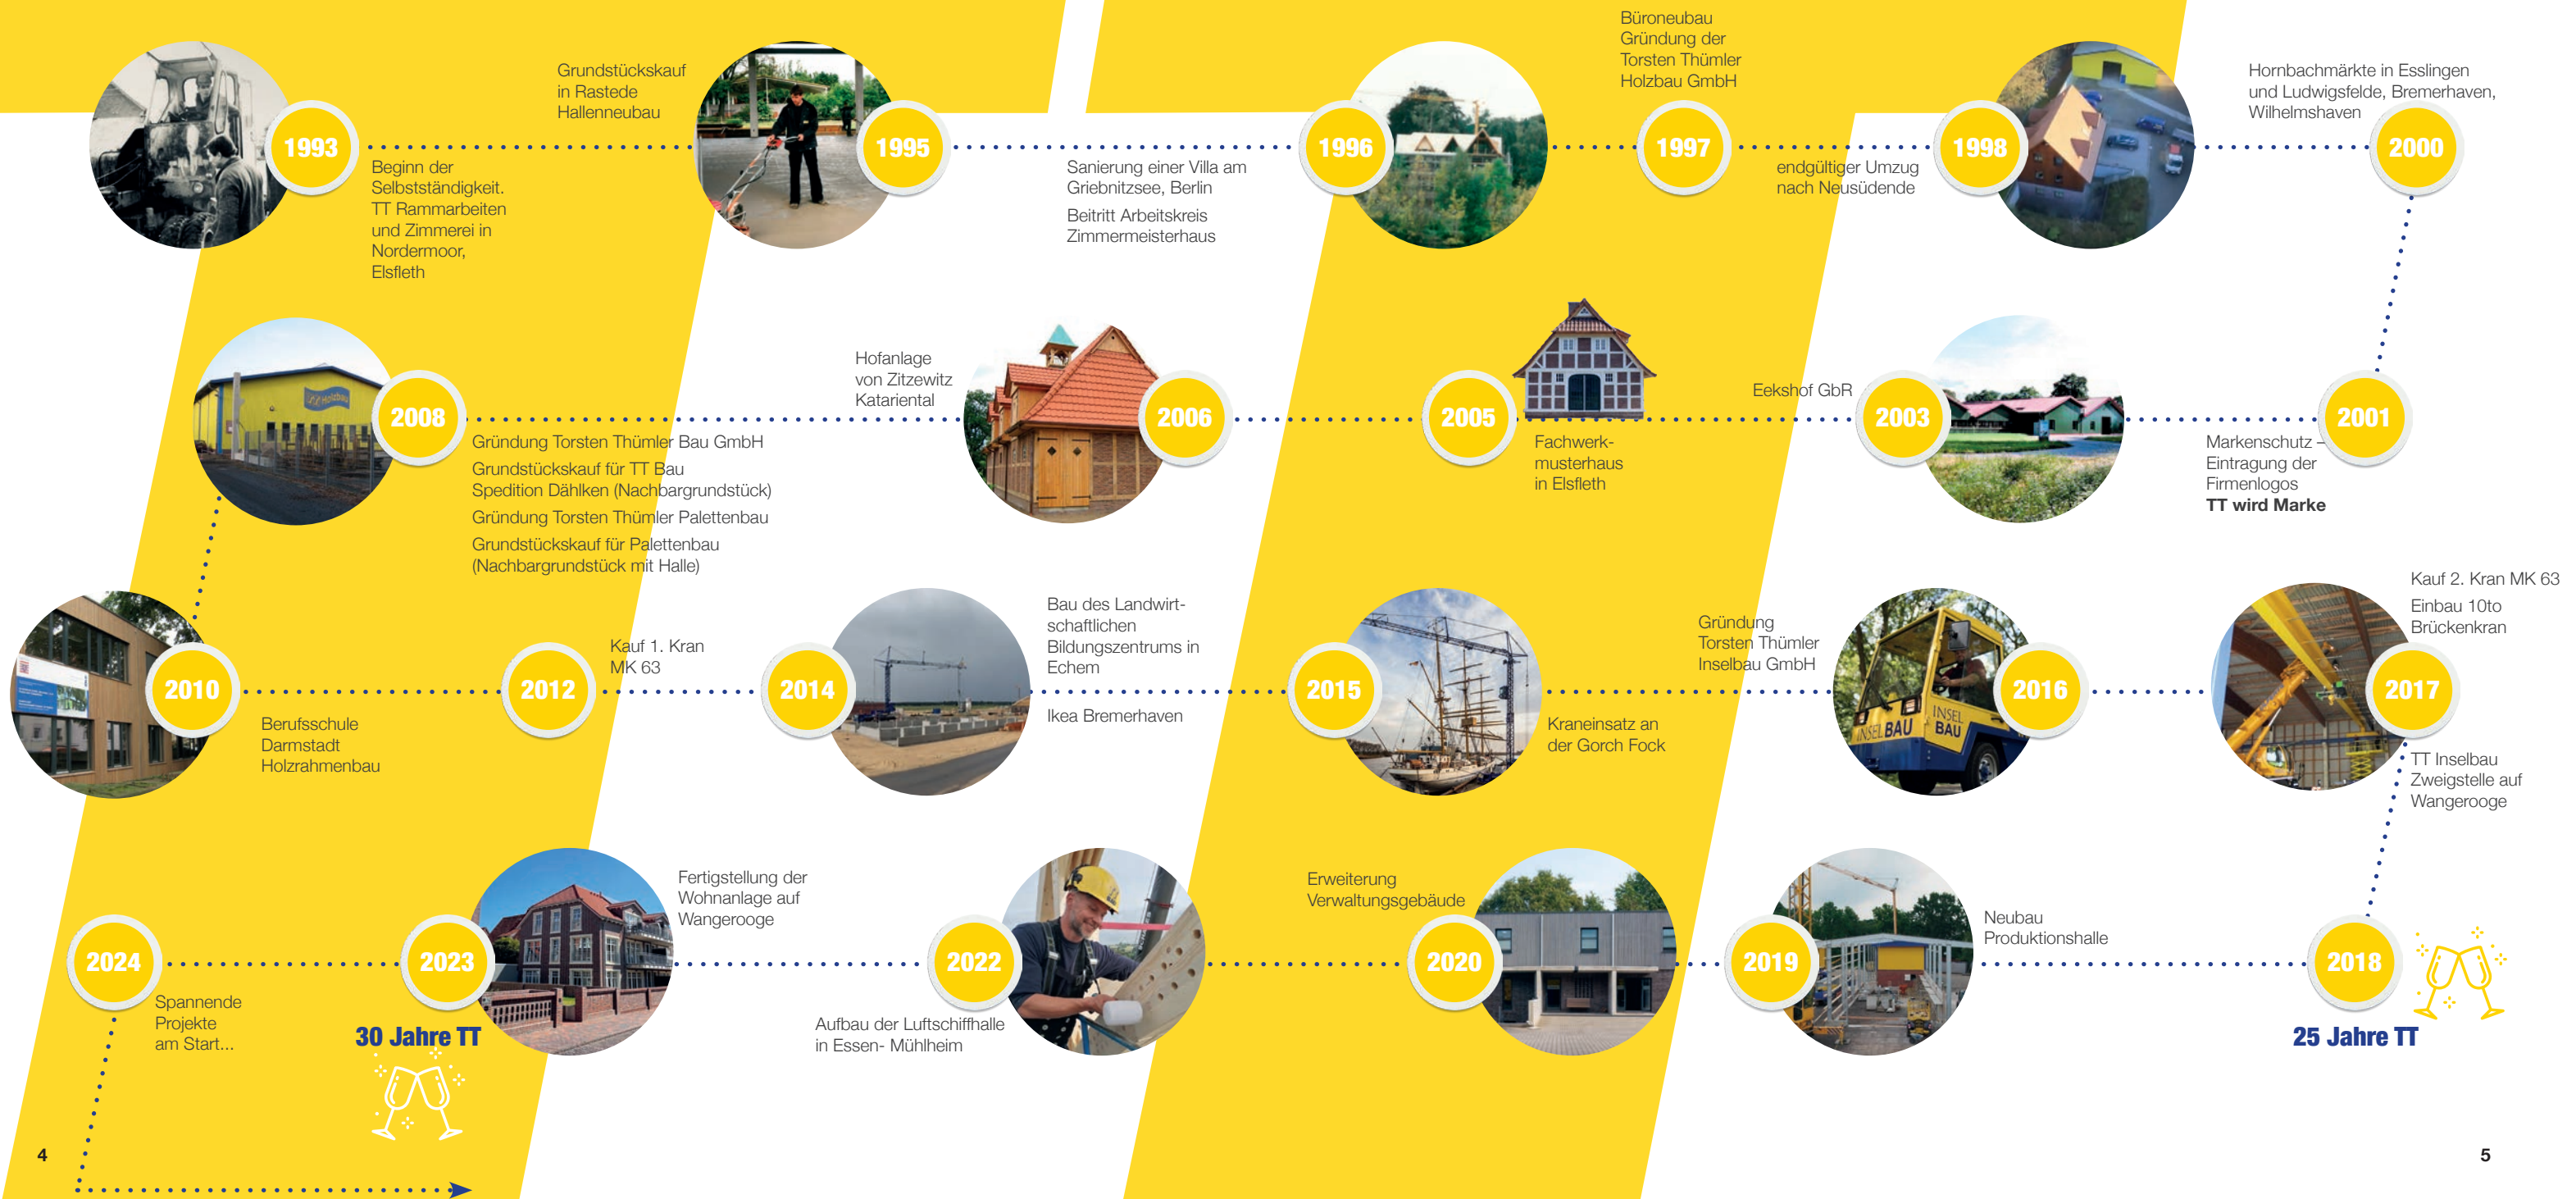 1993
Beginn der
Selbstständigkeit.
TT Rammarbeiten
und Zimmerei in
Nordermoor,
Elsfleth
Grundstückskauf
in Rastede
Hallenneubau
1995
Sanierung einer Villa am
Griebnitzsee, Berlin
Beitritt Arbeitskreis
Zimmermeisterhaus
1996
Büroneubau
Gründung der
Torsten Thümler
Holzbau GmbH
1997
endgültiger Umzug
nach Neusüdende
1998
Hornbachmärkte in Esslingen
und Ludwigsfelde, Bremerhaven,
Wilhelmshaven
2000
2001
Markenschutz –
Eintragung der
Firmenlogos
TT wird Marke
Eekshof GbR
2003
2005
Fachwerk-
musterhaus
in Elsfleth
Hofanlage
von Zitzewitz
Katariental
2006
Holzbau
2008
Gründung Torsten Thümler Bau GmbH
Grundstückskauf für TT Bau
Spedition Dählken (Nachbargrundstück)
Gründung Torsten Thümler Palettenbau
Grundstückskauf für Palettenbau
(Nachbargrundstück mit Halle)
2010
Berufsschule
Darmstadt
Holzrahmenbau
2012
Kauf 1. Kran
MK 63
2014
Bau des Landwirt-
schaftlichen
Bildungszentrums in
Echem
Ikea Bremerhaven
2015
Kraneinsatz an
der Gorch Fock
Gründung
Torsten Thümler
Inselbau GmbH
INSELBAU
INSEL
BAU
2016
Kauf 2. Kran MK 63
Einbau 10to
Brückenkran
2017
TT Inselbau
Zweigstelle auf
Wangerooge
2018
25 Jahre TT
Neubau
Produktionshalle
2019
Erweiterung
Verwaltungsgebäude
2020
2022
Aufbau der Luftschiffhalle
in Essen- Mühlheim
Fertigstellung der
Wohnanlage auf
Wangerooge
2023
30 Jahre TT
2024
Spannende
Projekte
am Start...
4
5